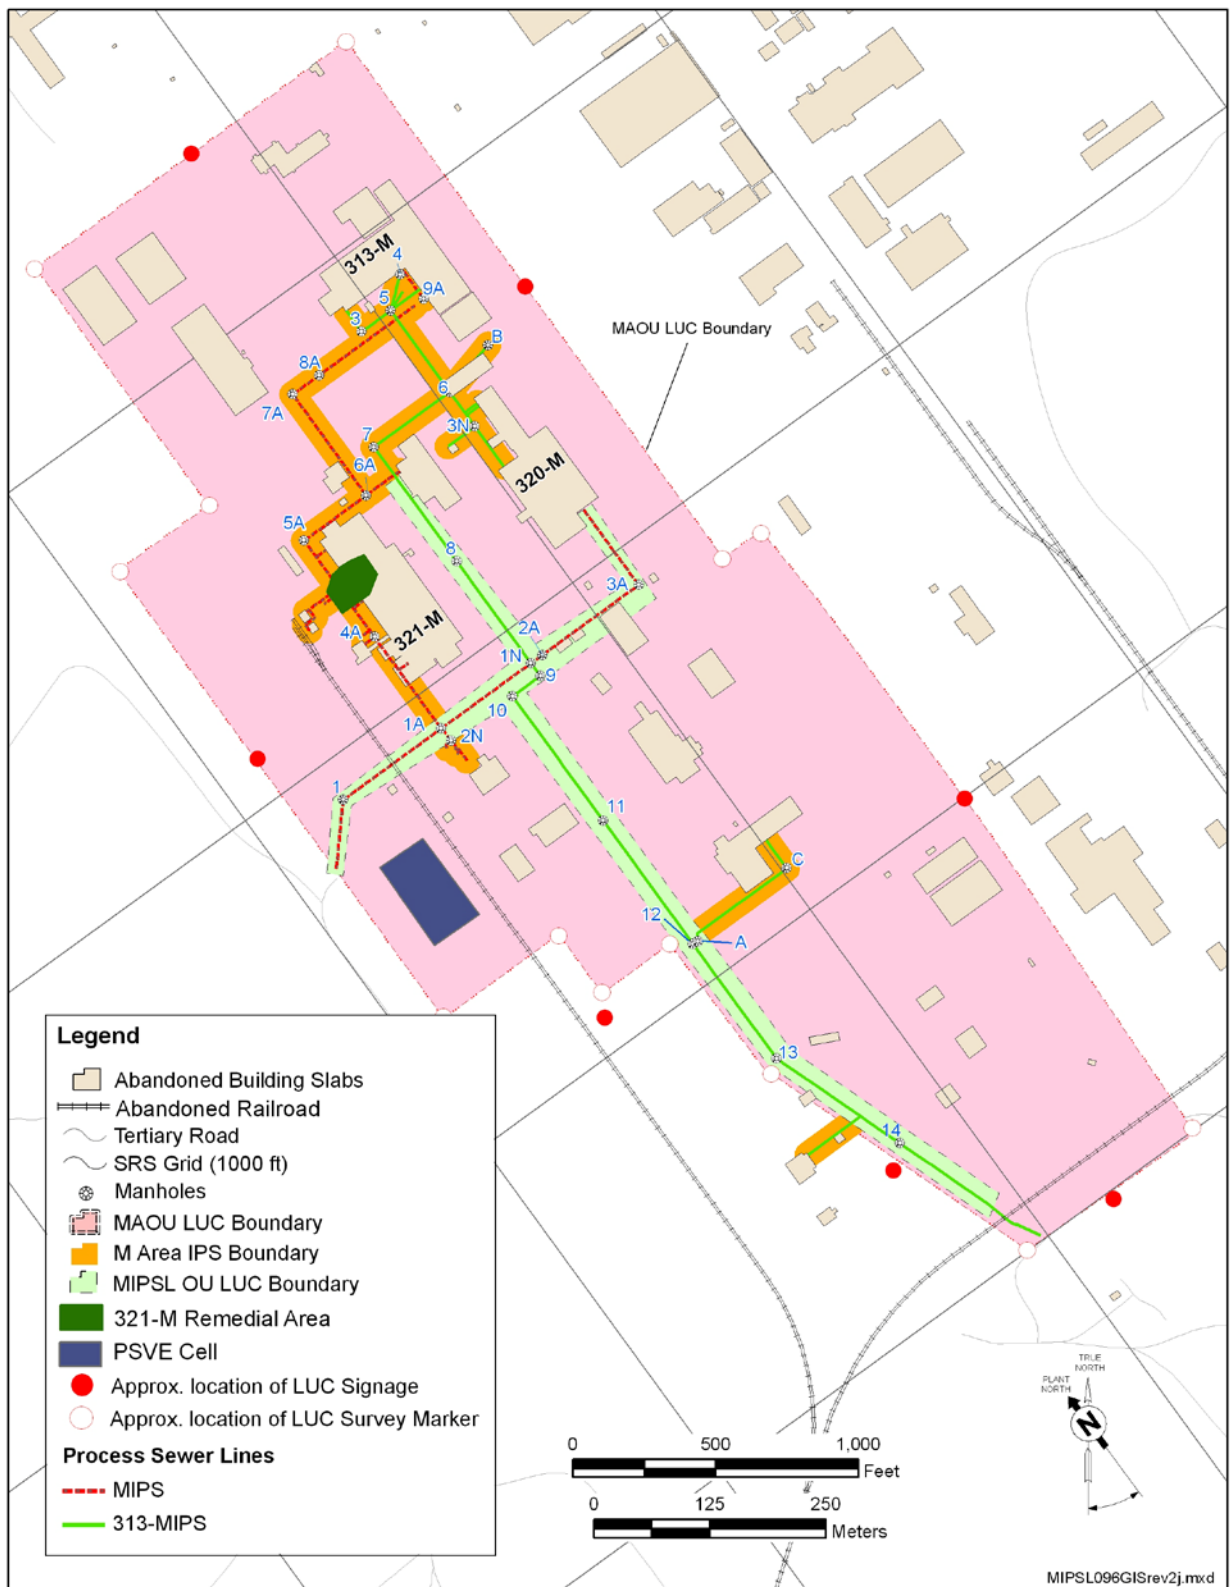 313-M
4
9A
5
3
MAOU LUC Boundary
B
8A
6
7A
3N
7
6A
320-M
5A
8
3A
4A
321-M
2A
1N
9
10
1A
2N
1
11
C
12
A
13
14
Legend
Abandoned Building Slabs
Abandoned Railroad
Tertiary Road
SRS Grid (1000 ft)
Manholes
MAOU LUC Boundary
M Area IPS Boundary
MIPSL OU LUC Boundary
321-M Remedial Area
PSVE Cell
Approx. location of LUC Signage
Approx. location of LUC Survey Marker
Process Sewer Lines
MIPS
313-MIPS
TRUE
NORTH
PLANT
NORTH
N
0 500 1,000
Feet
0 125 250
Meters
MIPSL096GISrev2j.mxd